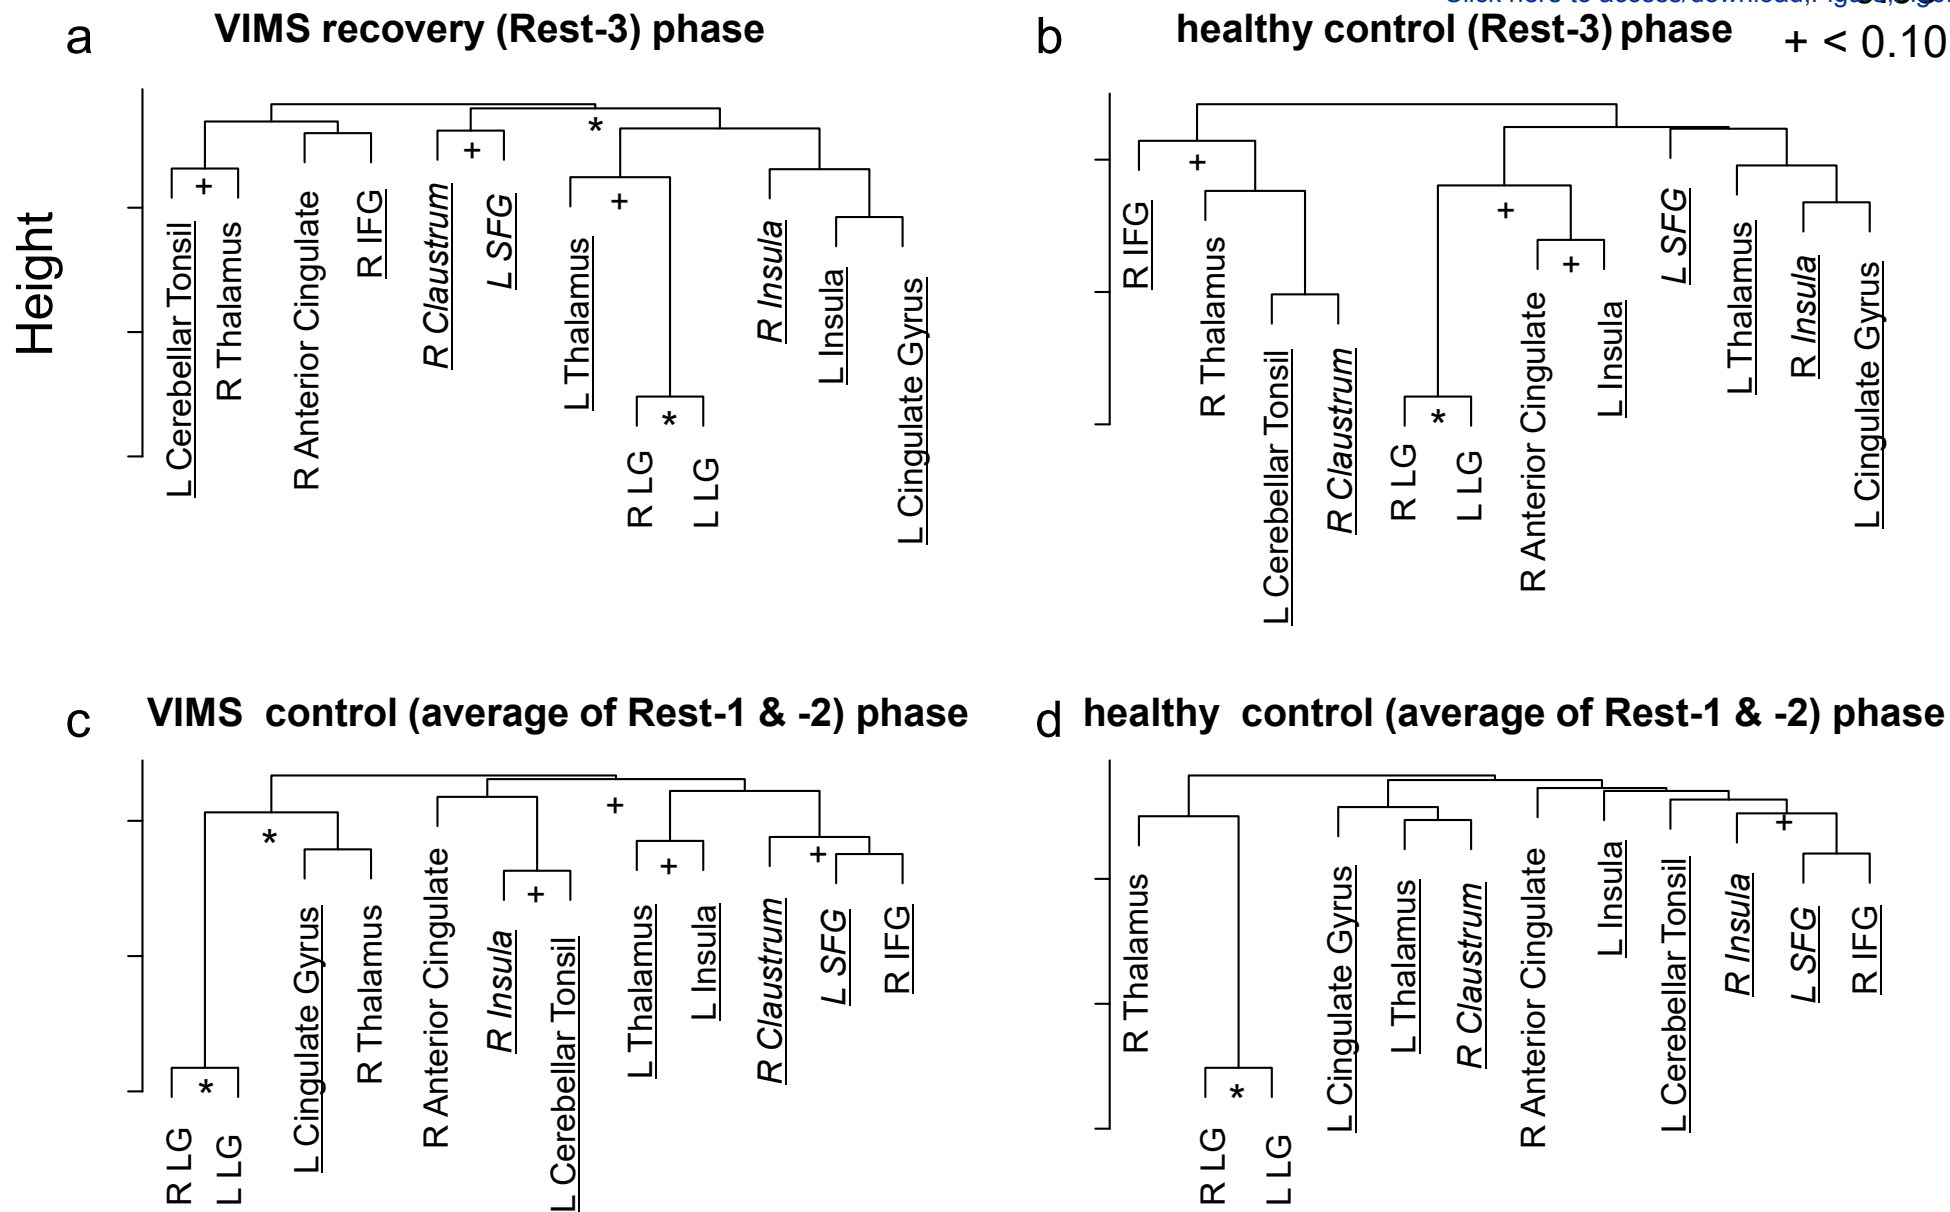 Click here to access/download;Figure;
a
VIMS recovery (Rest-3) phase
b
healthy control (Rest-3) phase
+ < 0.10
Height
*
+
+
+
*
L Cerebellar Tonsil
R Thalamus
R Anterior Cingulate
R IFG
R Claustrum
L SFG
L Thalamus
R LG
L LG
R Insula
L Insula
L Cingulate Gyrus
+
+
+
*
R IFG
R Thalamus
L Cerebellar Tonsil
R Claustrum
R LG
L LG
R Anterior Cingulate
L Insula
L SFG
L Thalamus
R Insula
L Cingulate Gyrus
c
VIMS control (average of Rest-1 & -2) phase
d
healthy control (average of Rest-1 & -2) phase
+
*
+
+
+
*
R LG
L LG
L Cingulate Gyrus
R Thalamus
R Anterior Cingulate
R Insula
L Cerebellar Tonsil
L Thalamus
L Insula
R Claustrum
L SFG
R IFG
+
*
R Thalamus
R LG
L LG
L Cingulate Gyrus
L Thalamus
R Claustrum
R Anterior Cingulate
L Insula
L Cerebellar Tonsil
R Insula
L SFG
R IFG